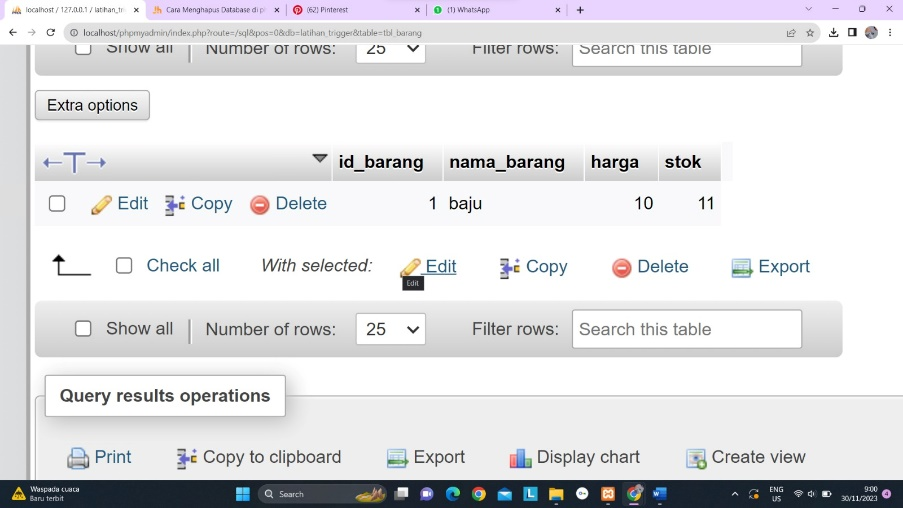 localhost / 127.0.0.1 / latihan_tri
Cara Menghapus Database di p
(62) Pinterest
(1) WhatsApp
localhost/phpmyadmin/index.php?route=/sql&pos=0&db=latihan_trigger&table=tbl_barang
Show all Number of rows: 25 Filter rows: Search this table
Extra options
id_barang nama_barang harga stok
Edit Copy Delete 1 baju 10 11
Check all With selected: Edit Copy Delete Export
Edit
Show all Number of rows: 25 Filter rows: Search this table
Query results operations
Print Copy to clipboard Export Display chart Create view
Waspada cuaca
Baru terbit
Search
ENG
US
9:00
30/11/2023
4